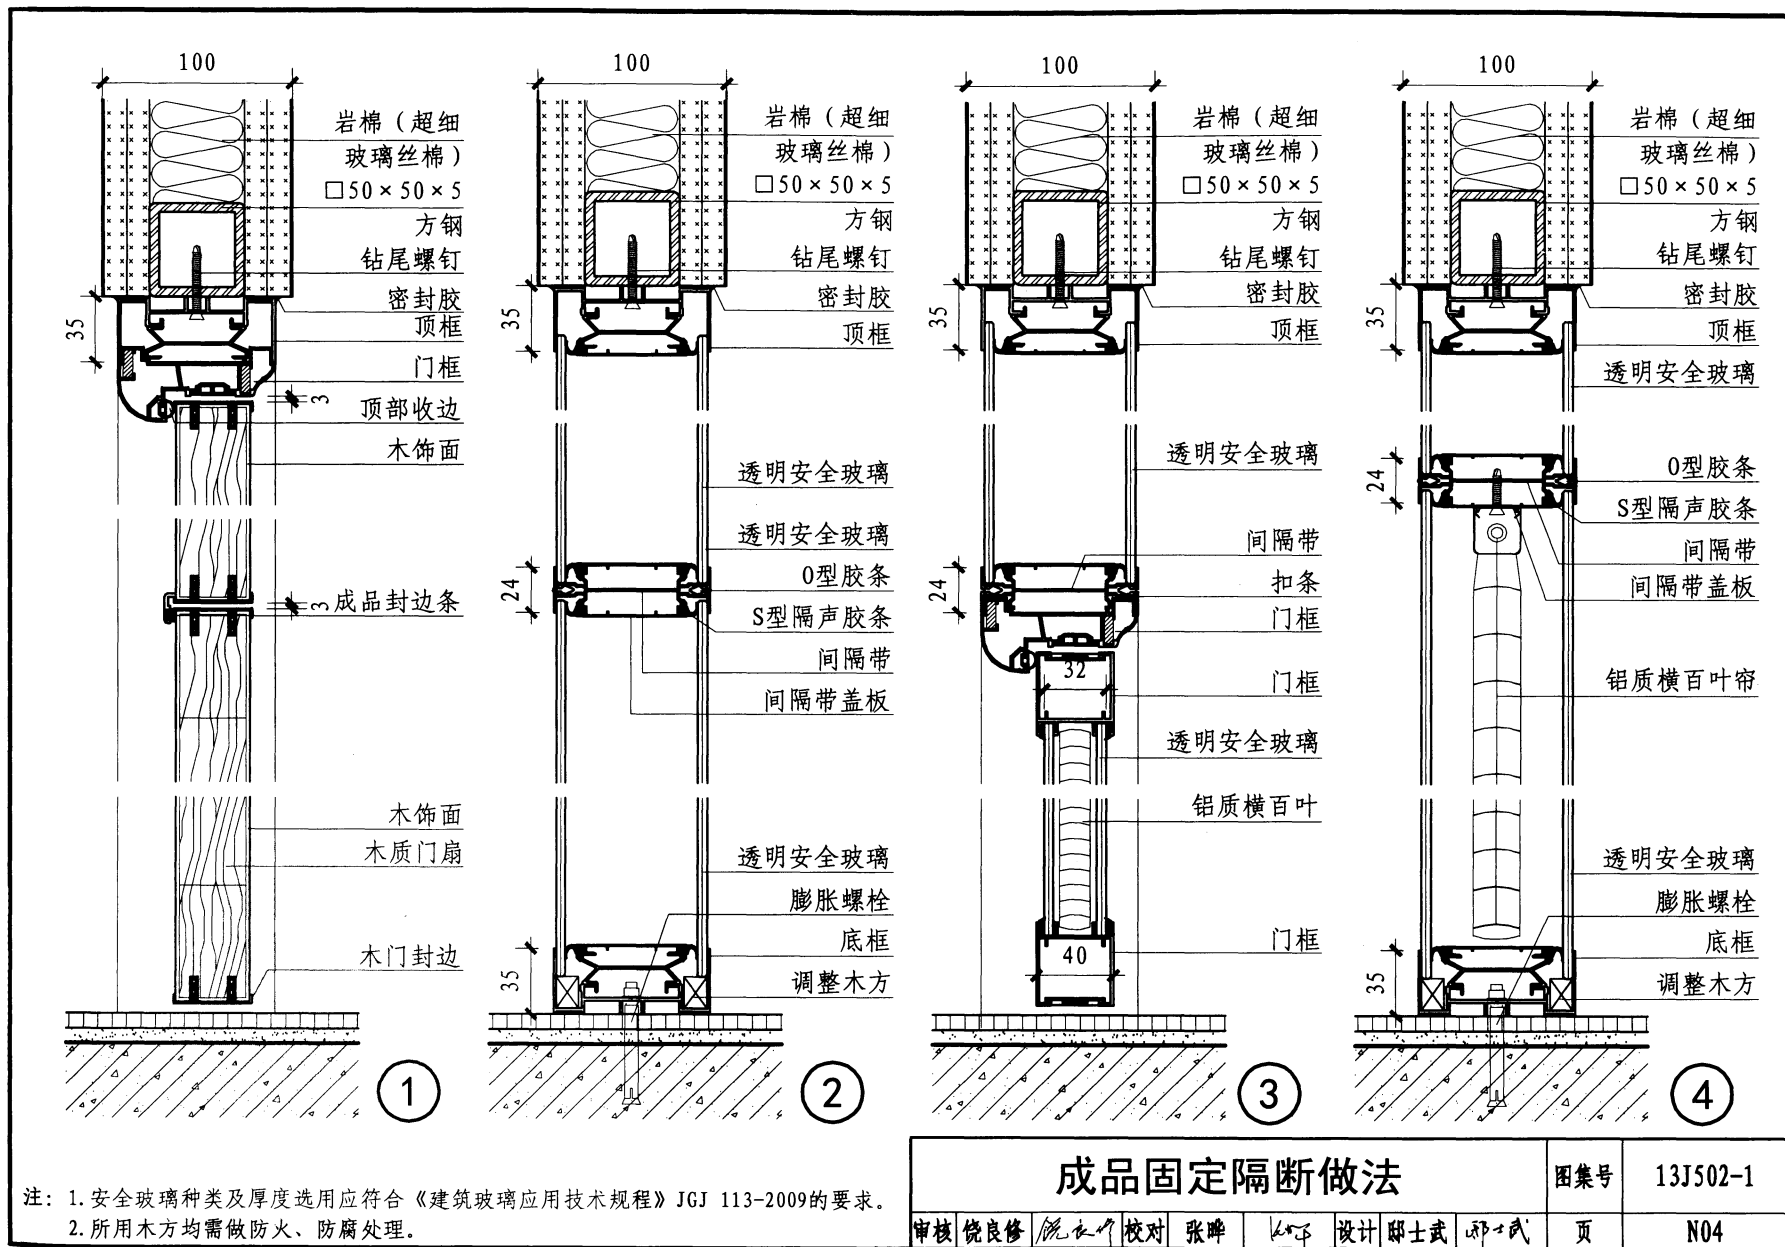 100
岩棉（超细
玻璃丝棉）
□50×50×5
方钢
钻尾螺钉
密封胶
顶框
门框
顶部收边
木饰面
成品封边条
木饰面
木质门扇
木门封边
35
3
3
①
100
岩棉（超细
玻璃丝棉）
□50×50×5
方钢
钻尾螺钉
密封胶
顶框
透明安全玻璃
透明安全玻璃
O型胶条
S型隔声胶条
间隔带
间隔带盖板
透明安全玻璃
膨胀螺栓
底框
调整木方
35
24
35
②
100
岩棉（超细
玻璃丝棉）
□50×50×5
方钢
钻尾螺钉
密封胶
顶框
透明安全玻璃
间隔带
扣条
门框
门框
透明安全玻璃
铝质横百叶
门框
35
24
32
40
③
100
岩棉（超细
玻璃丝棉）
□50×50×5
方钢
钻尾螺钉
密封胶
顶框
透明安全玻璃
O型胶条
S型隔声胶条
间隔带
间隔带盖板
铝质横百叶帘
透明安全玻璃
膨胀螺栓
底框
调整木方
35
24
35
④
注：1.安全玻璃种类及厚度选用应符合《建筑玻璃应用技术规程》JGJ 113-2009的要求。
2.所用木方均需做防火、防腐处理。
成品固定隔断做法 图集号 13J502-1
审核 饶良修 饶良修 校对 张晔 设计 邸士武 邸士武 页 N04